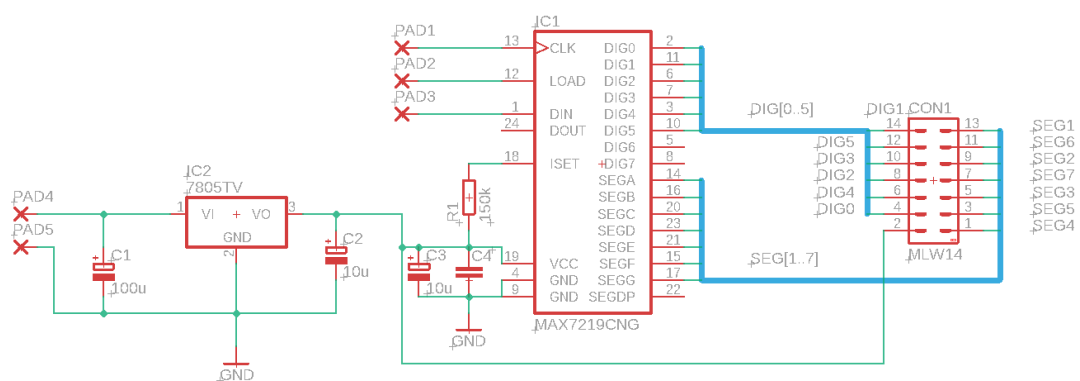 IC1
PAD1
13 CLK DIG0 2
DIG1 11
PAD2
12 LOAD DIG2 6
DIG3 7
PAD3
1 DIN DIG4 3
24 DOUT DIG5 10
DIG6 5
18 ISET DIG7 8
SEGA 14
SEGB 16
SEGC 20
SEGD 23
SEGE 21
SEGF 15
19 VCC
4 GND SEGG 17
9 GND SEGDP 22
MAX7219CNG
DIG[0..5]
SEG[1..7]
DIG1 CON1
14 13 SEG1
DIG5 12 11 SEG6
DIG3 10 9 SEG2
DIG2 8 7 SEG7
DIG4 6 5 SEG3
DIG0 4 3 SEG5
2 1 SEG4
MLW14
R1
150k
IC2
7805TV
PAD4
1 VI VO 3
GND
2
PAD5
C1
100u
C2
10u
C3
10u
C4
GND
GND